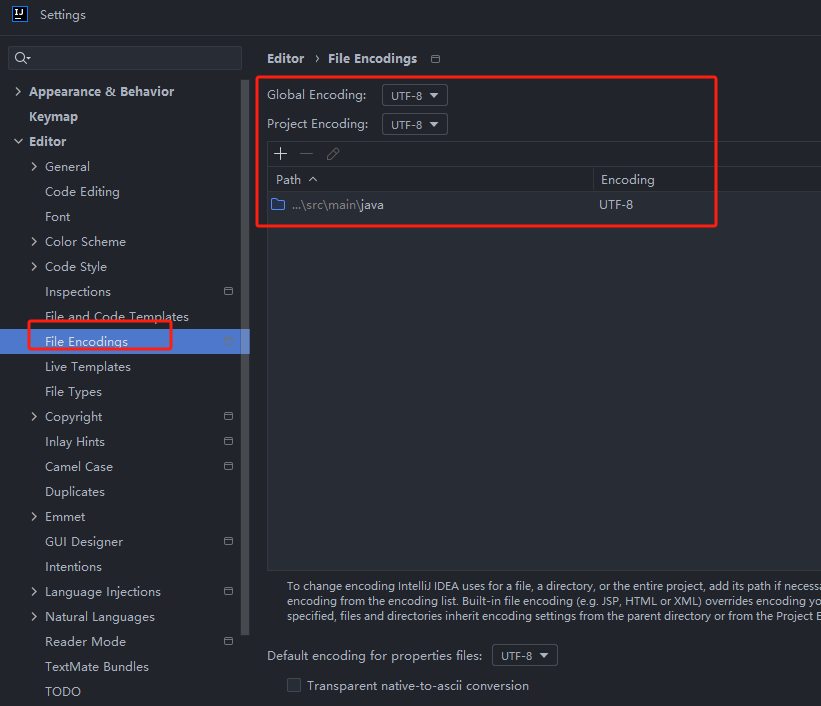 Settings
Appearance & Behavior
Keymap
Editor
General
Code Editing
Font
Color Scheme
Code Style
Inspections
File and Code Templates
File Encodings
Live Templates
File Types
Copyright
Inlay Hints
Camel Case
Duplicates
Emmet
GUI Designer
Intentions
Language Injections
Natural Languages
Reader Mode
TextMate Bundles
TODO
Editor › File Encodings
Global Encoding: UTF-8
Project Encoding: UTF-8
Path Encoding
...\src\main\java UTF-8
To change encoding IntelliJ IDEA uses for a file, a directory, or the entire project, add its path if necessa
encoding from the encoding list. Built-in file encoding (e.g. JSP, HTML or XML) overrides encoding yo
specified, files and directories inherit encoding settings from the parent directory or from the Project E
Default encoding for properties files: UTF-8
Transparent native-to-ascii conversion